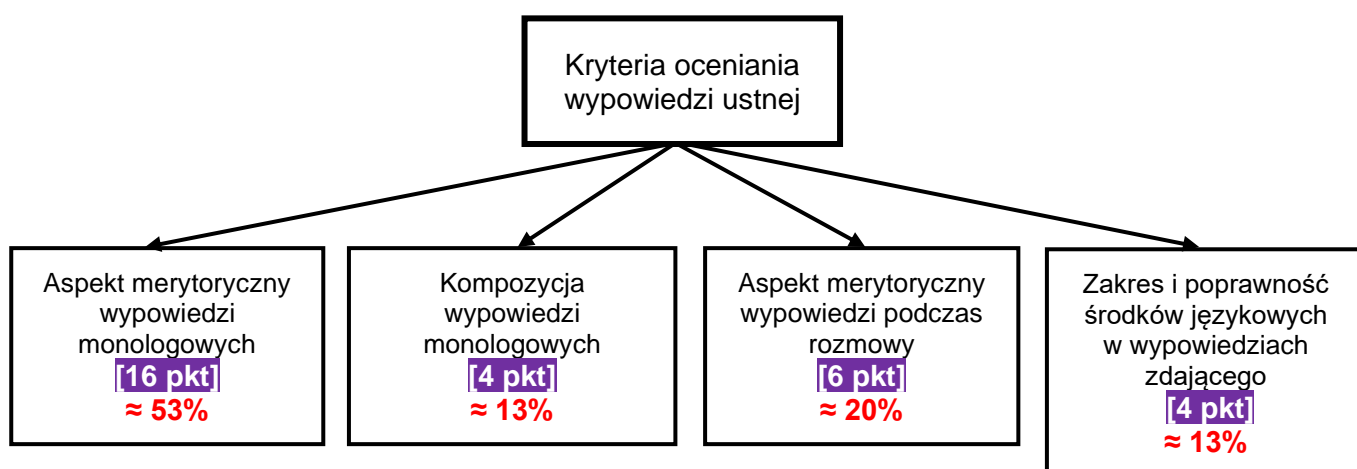 Kryteria oceniania
wypowiedzi ustnej
Aspekt merytoryczny
wypowiedzi
monologowych
[16 pkt]
≈ 53%
Kompozycja
wypowiedzi
monologowych
[4 pkt]
≈ 13%
Aspekt merytoryczny
wypowiedzi podczas
rozmowy
[6 pkt]
≈ 20%
Zakres i poprawność
środków językowych
w wypowiedziach
zdającego
[4 pkt]
≈ 13%